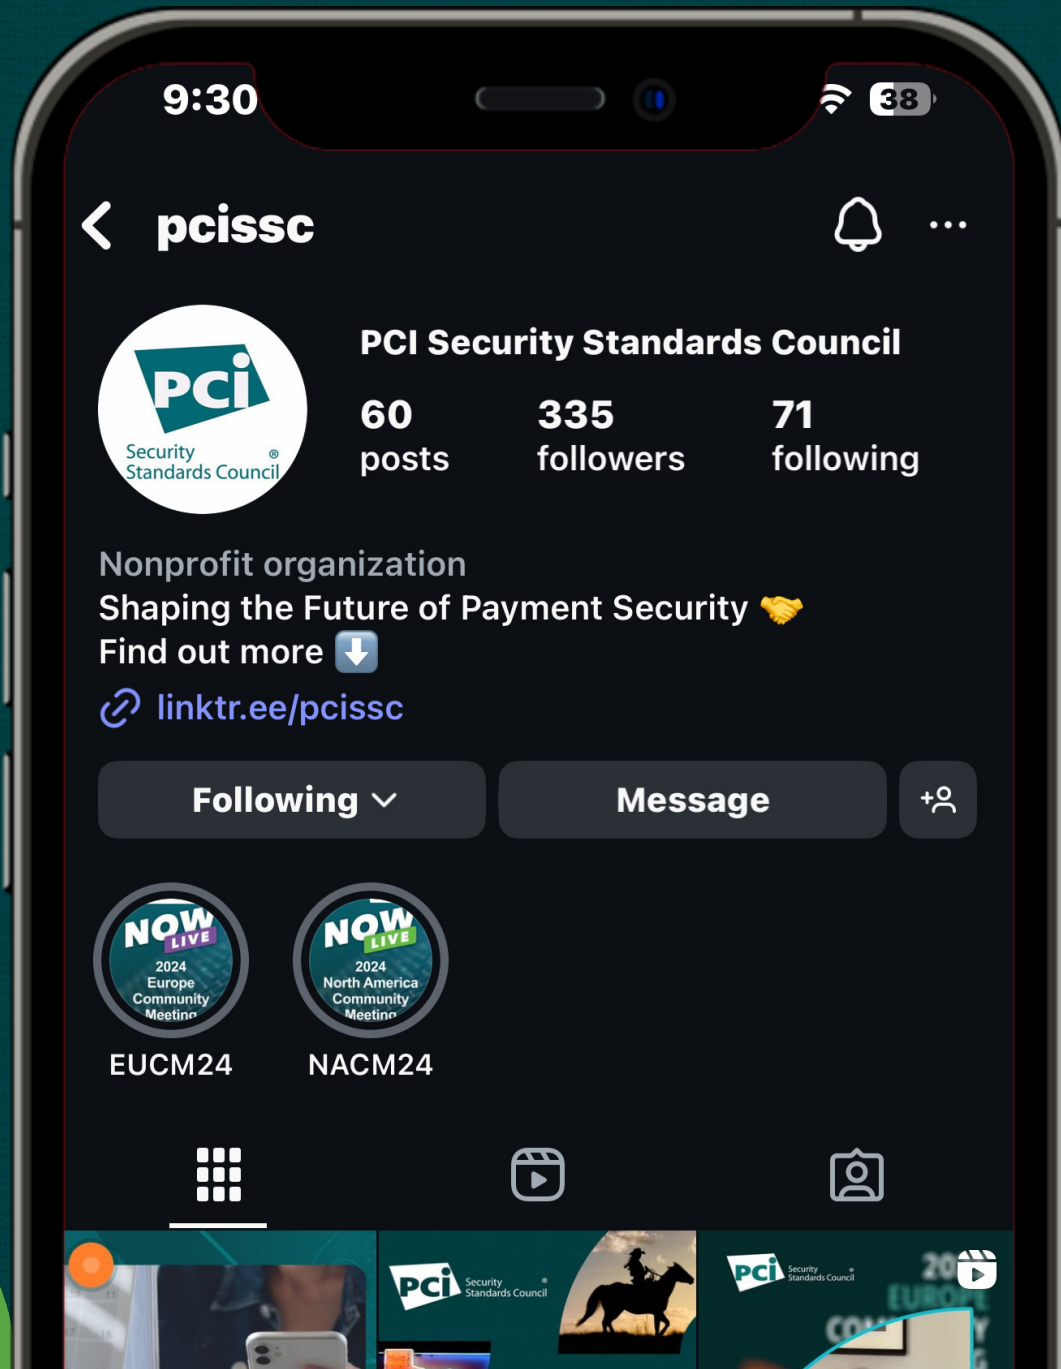 9:30
38
pcissc
PCI Security Standards Council
60
335
71
posts
followers
following
PCi
Security ®
Standards Council
Nonprofit organization
Shaping the Future of Payment Security 🤝
Find out more ⬇️
linktr.ee/pcissc
Following
Message
NOW
LIVE
2024
Europe
Community
Meeting
NOW
LIVE
2024
North America
Community
Meeting
EUCM24
NACM24
PCi
Security ®
Standards Council
PCi
Security ®
Standards Council
EUROPE